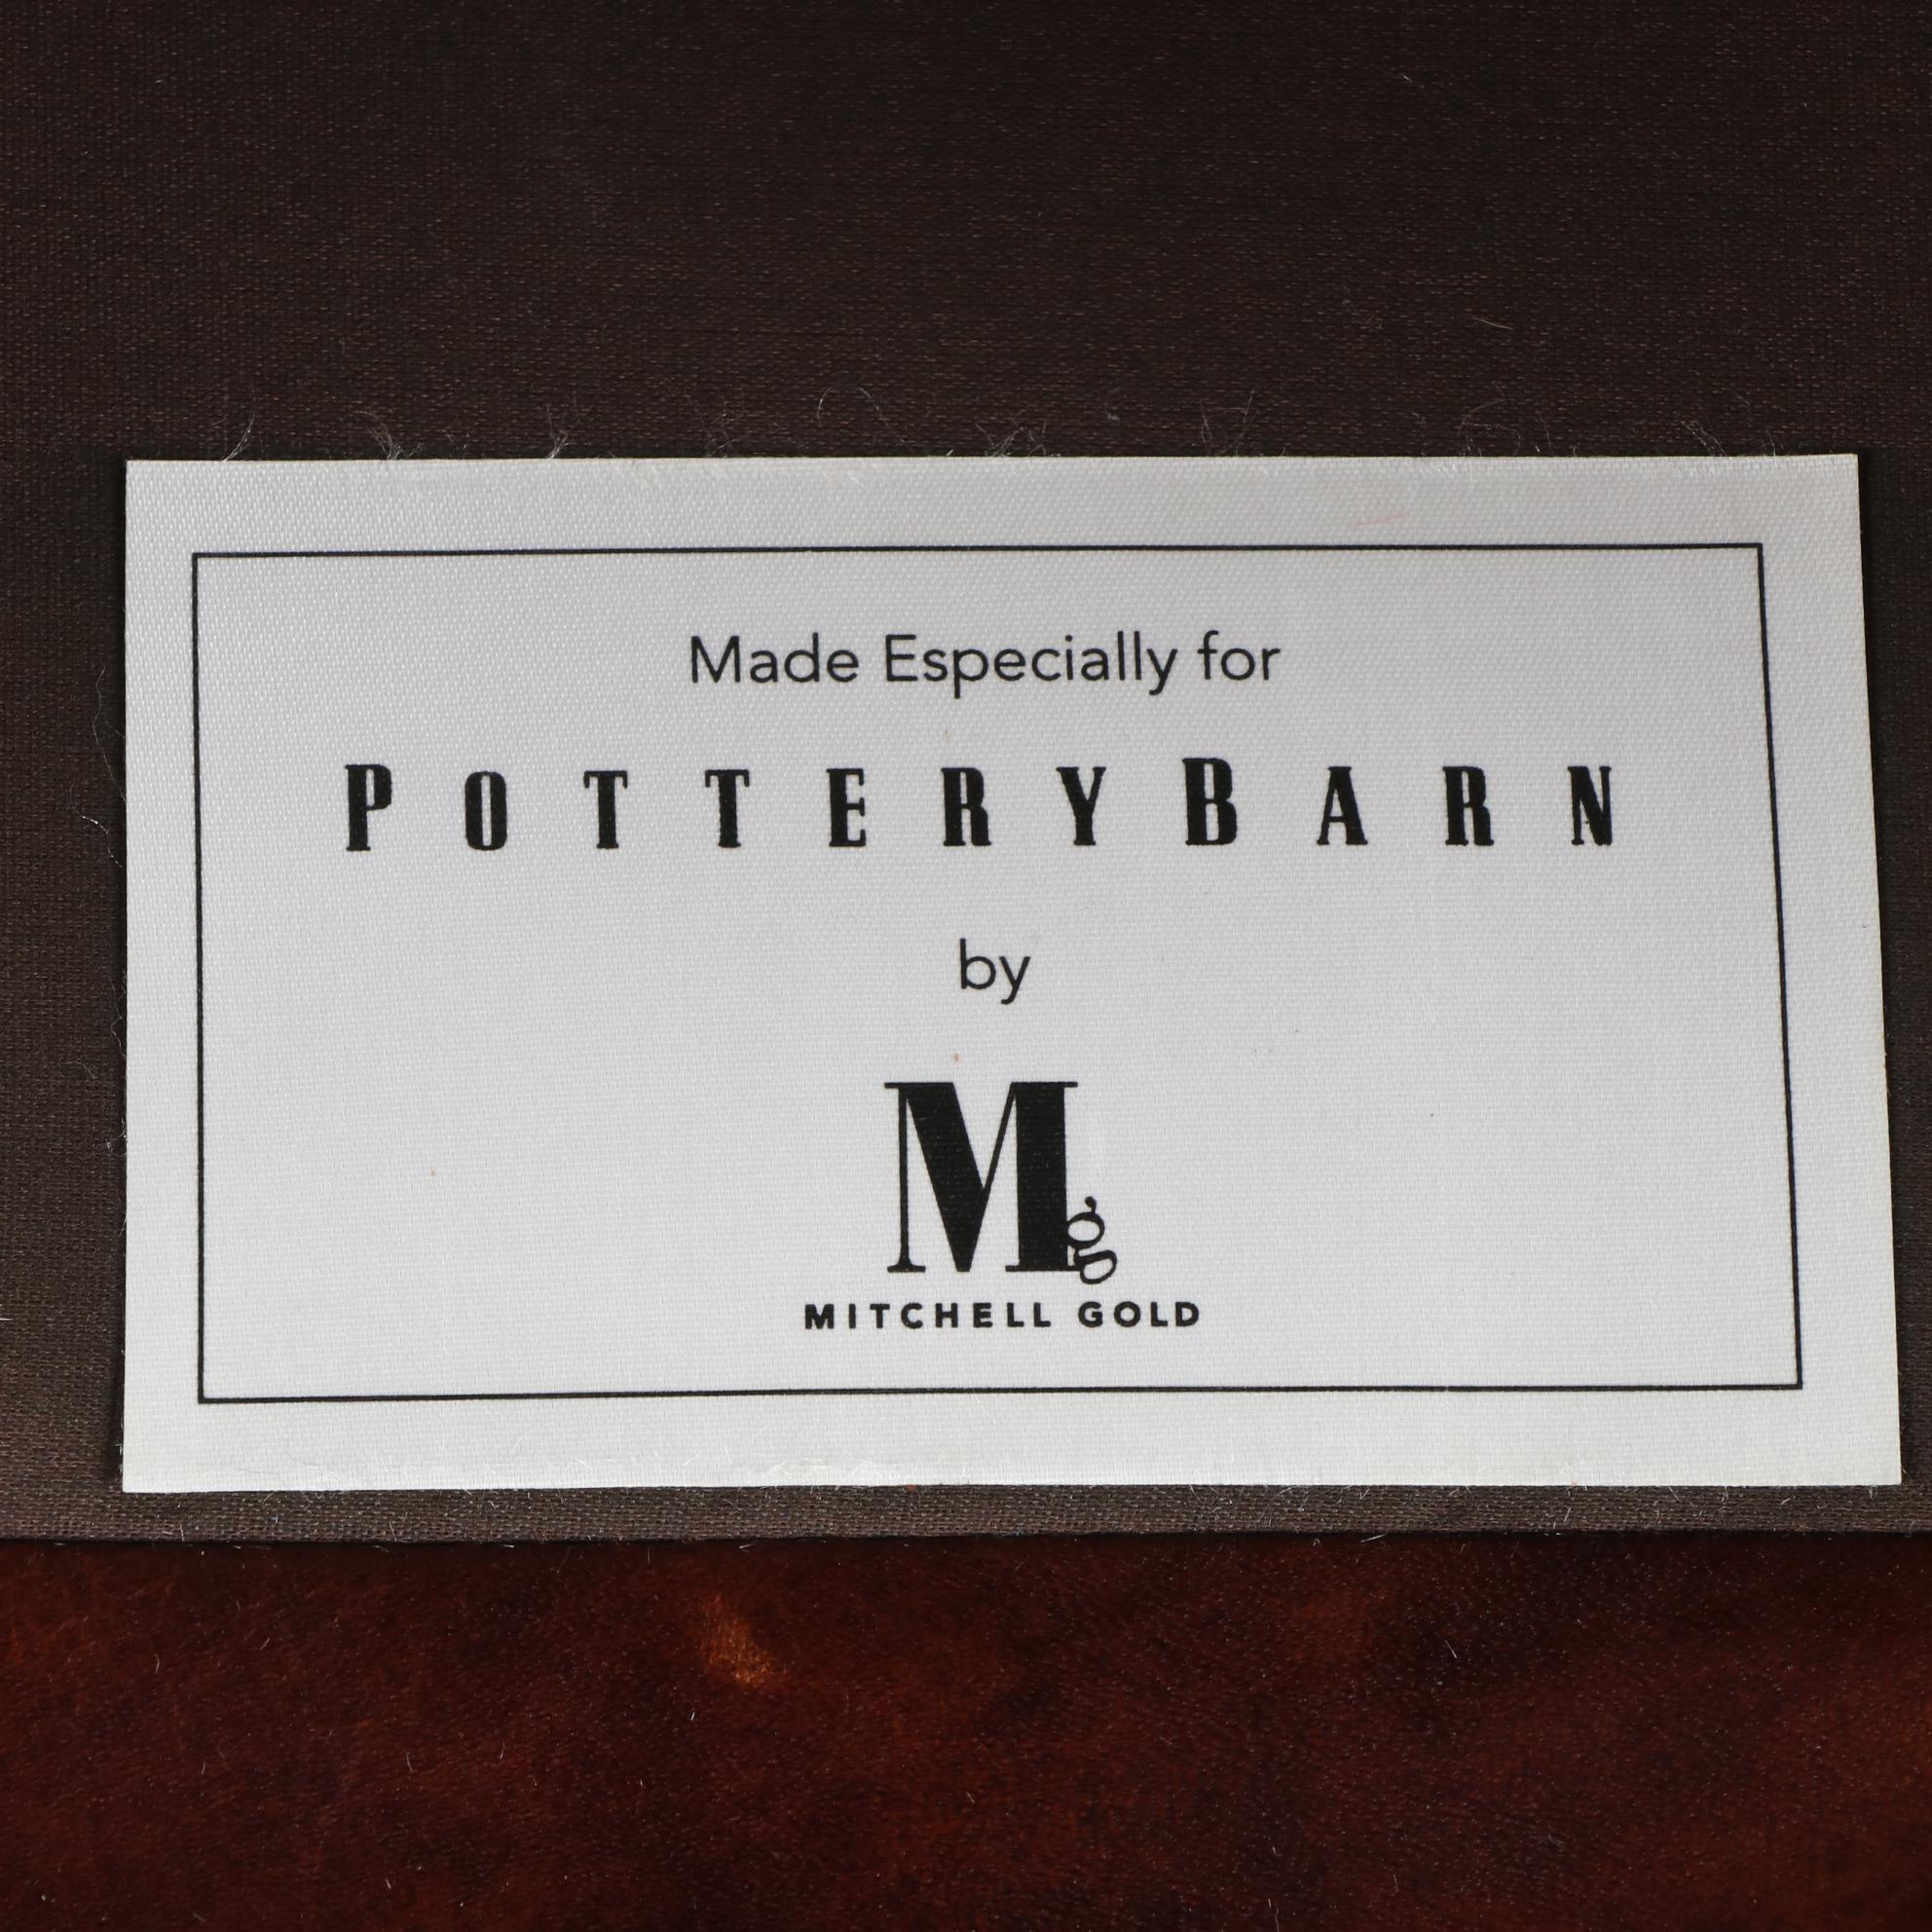 Made Especially for
POTTERYBARN
by
Mg
MITCHELL GOLD